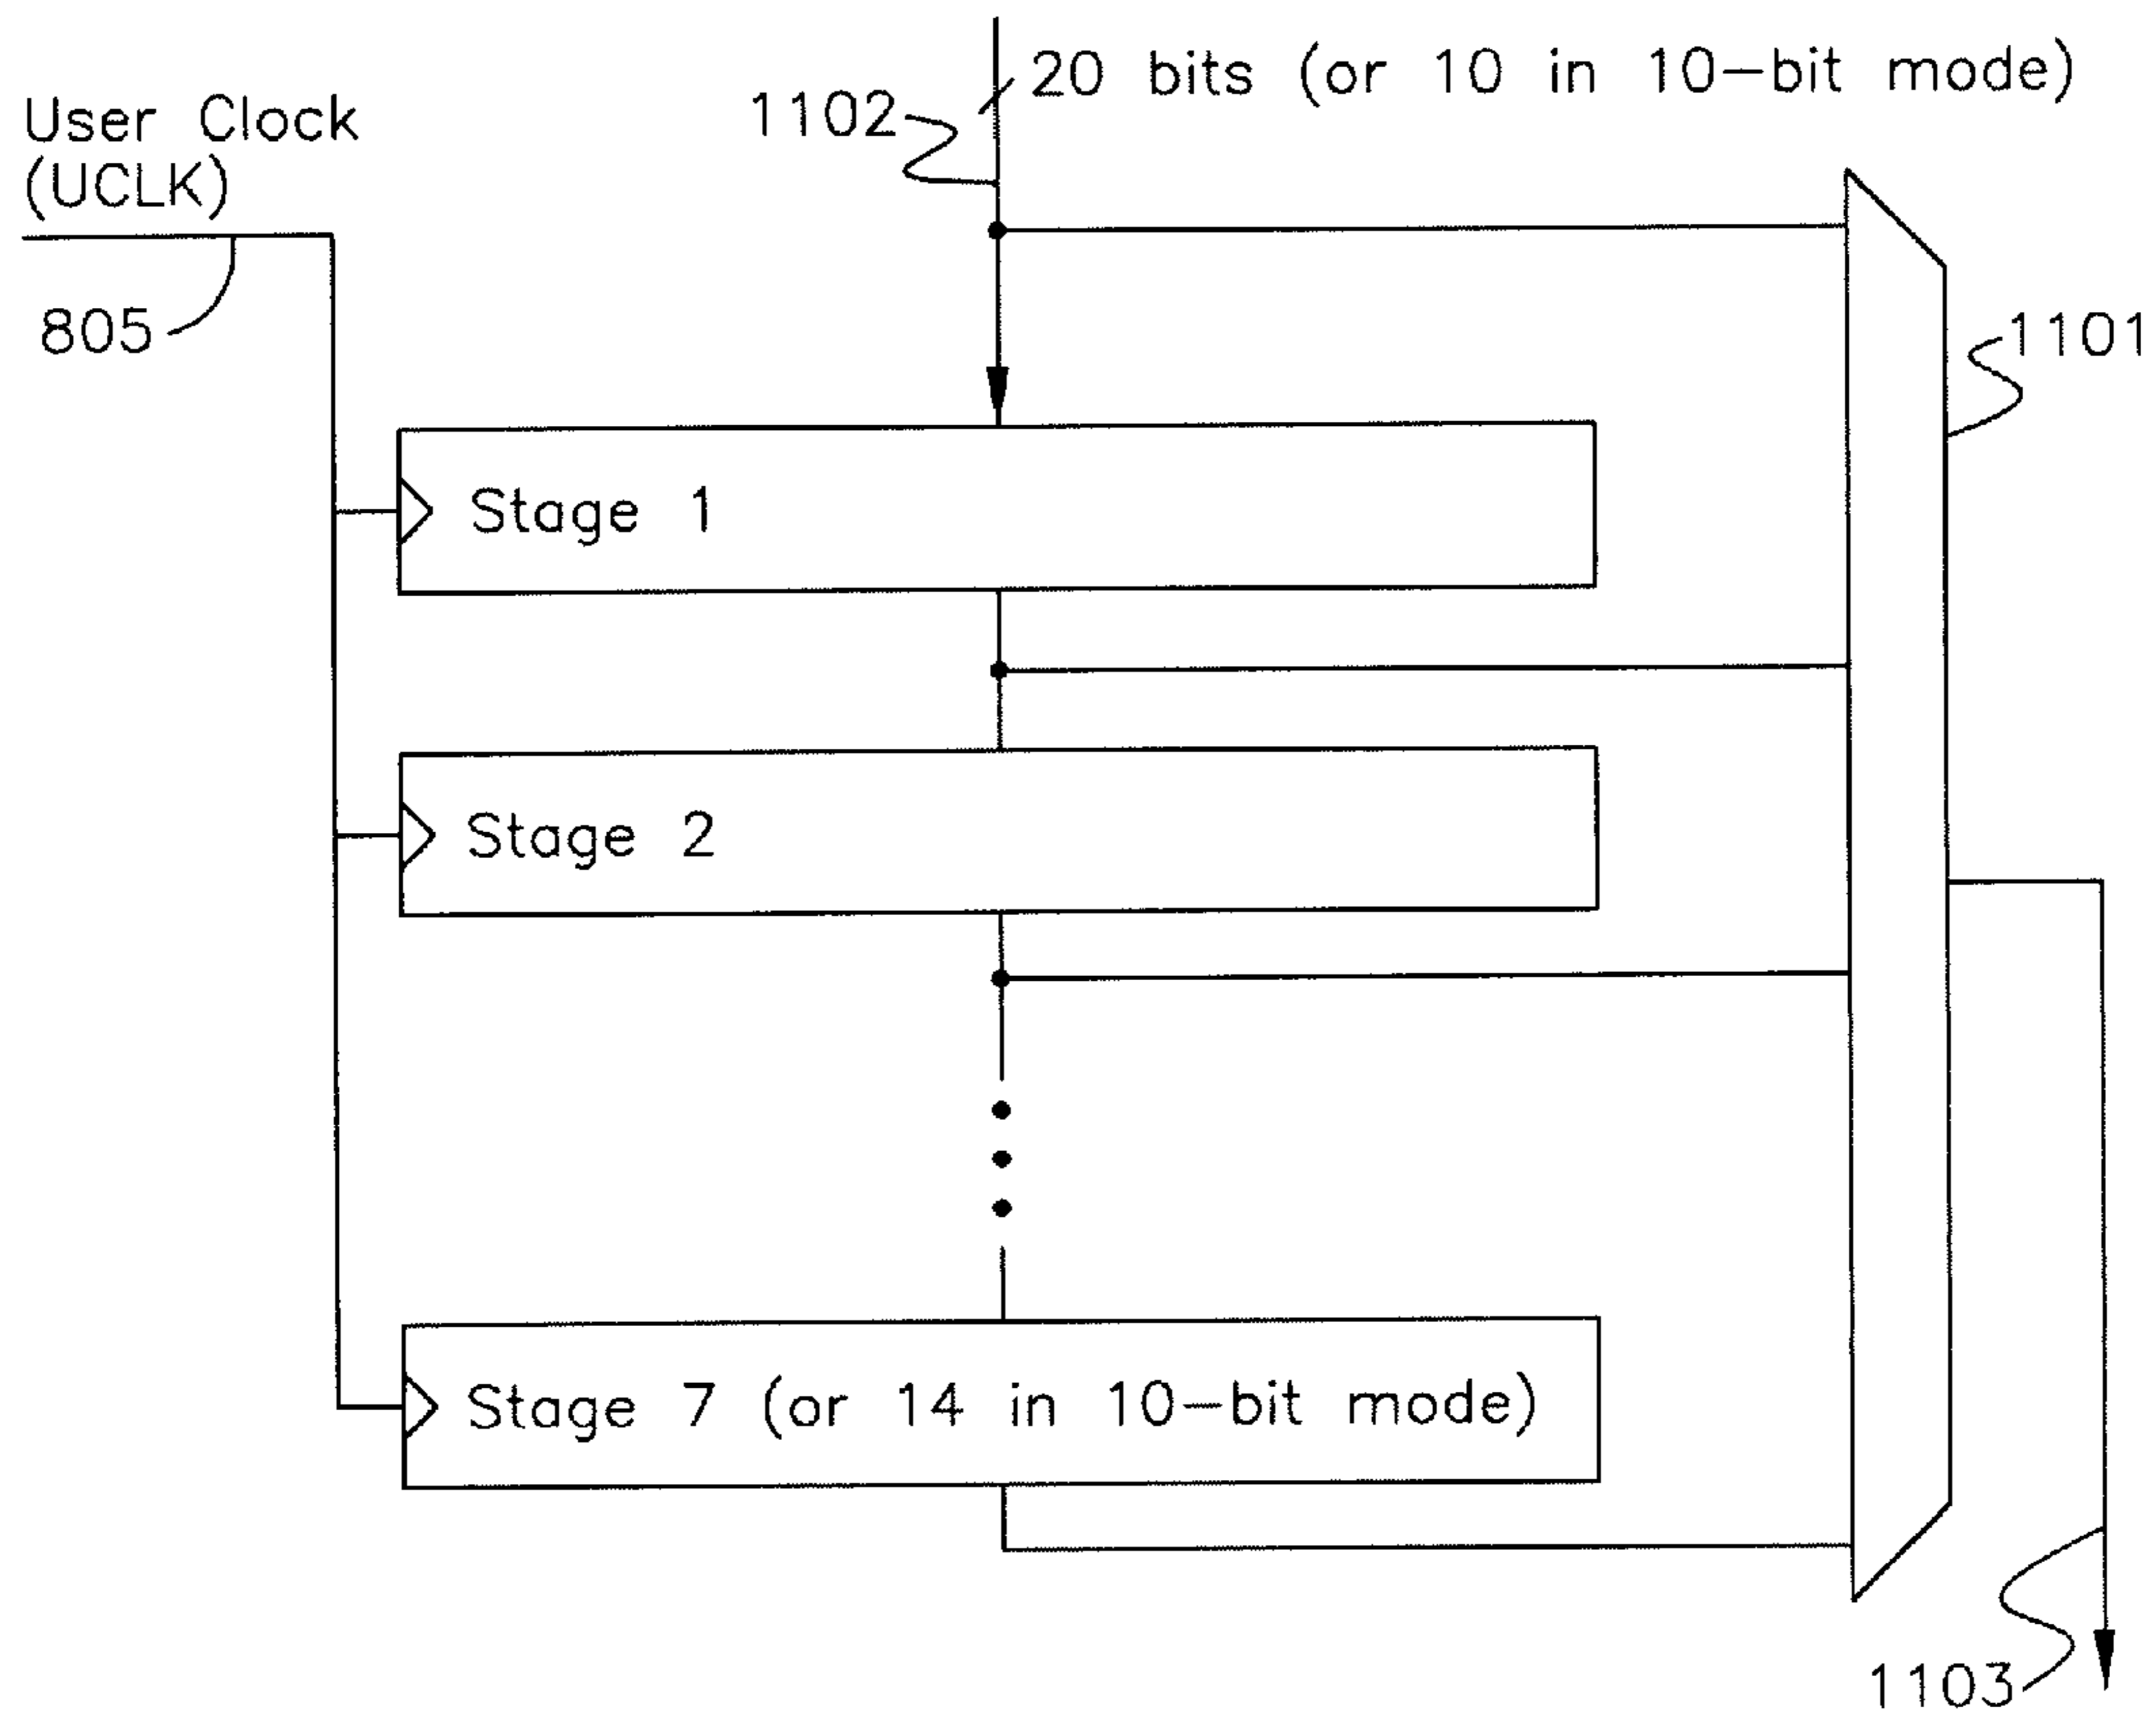 20 bits (or 10 in 10-bit mode)
1102
User Clock
(UCLK)
805
1101
Stage 1
Stage 2
Stage 7 (or 14 in 10-bit mode)
1103